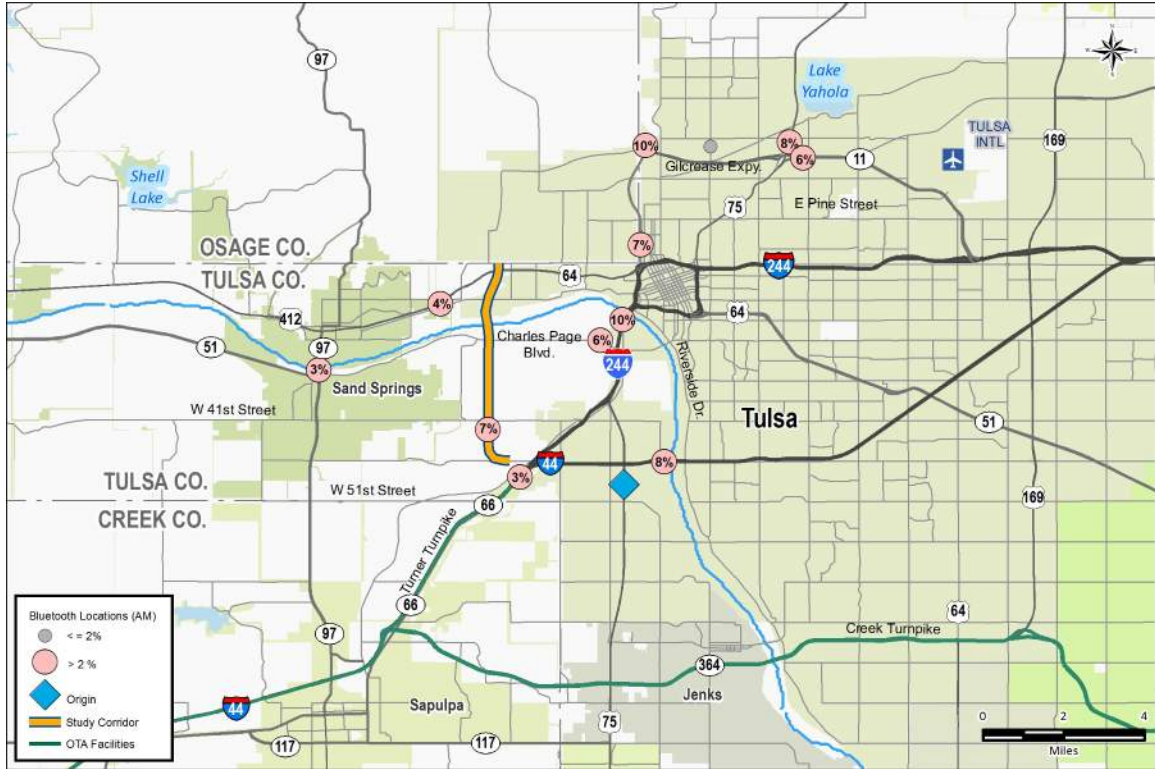 97
Lake
Yahola
N
TULSA
INTL
169
8%
10%
6%
11
Gilcrease Expy.
Shell
Lake
E Pine Street
75
OSAGE CO.
TULSA CO.
7%
64
244
4%
412
10%
64
51
97
Charles Page
Blvd.
6%
244
3%
Sand Springs
Riverside Dr.
W 41st Street
7%
Tulsa
51
44
8%
3%
TULSA CO.
CREEK CO.
W 51st Street
66
169
Turner Turnpike
66
64
97
Creek Turnpike
364
Jenks
44
Sapulpa
75
117
117
Bluetooth Locations (AM)
< = 2%
> 2 %
Origin
Study Corridor
OTA Facilities
0 2 4
Miles